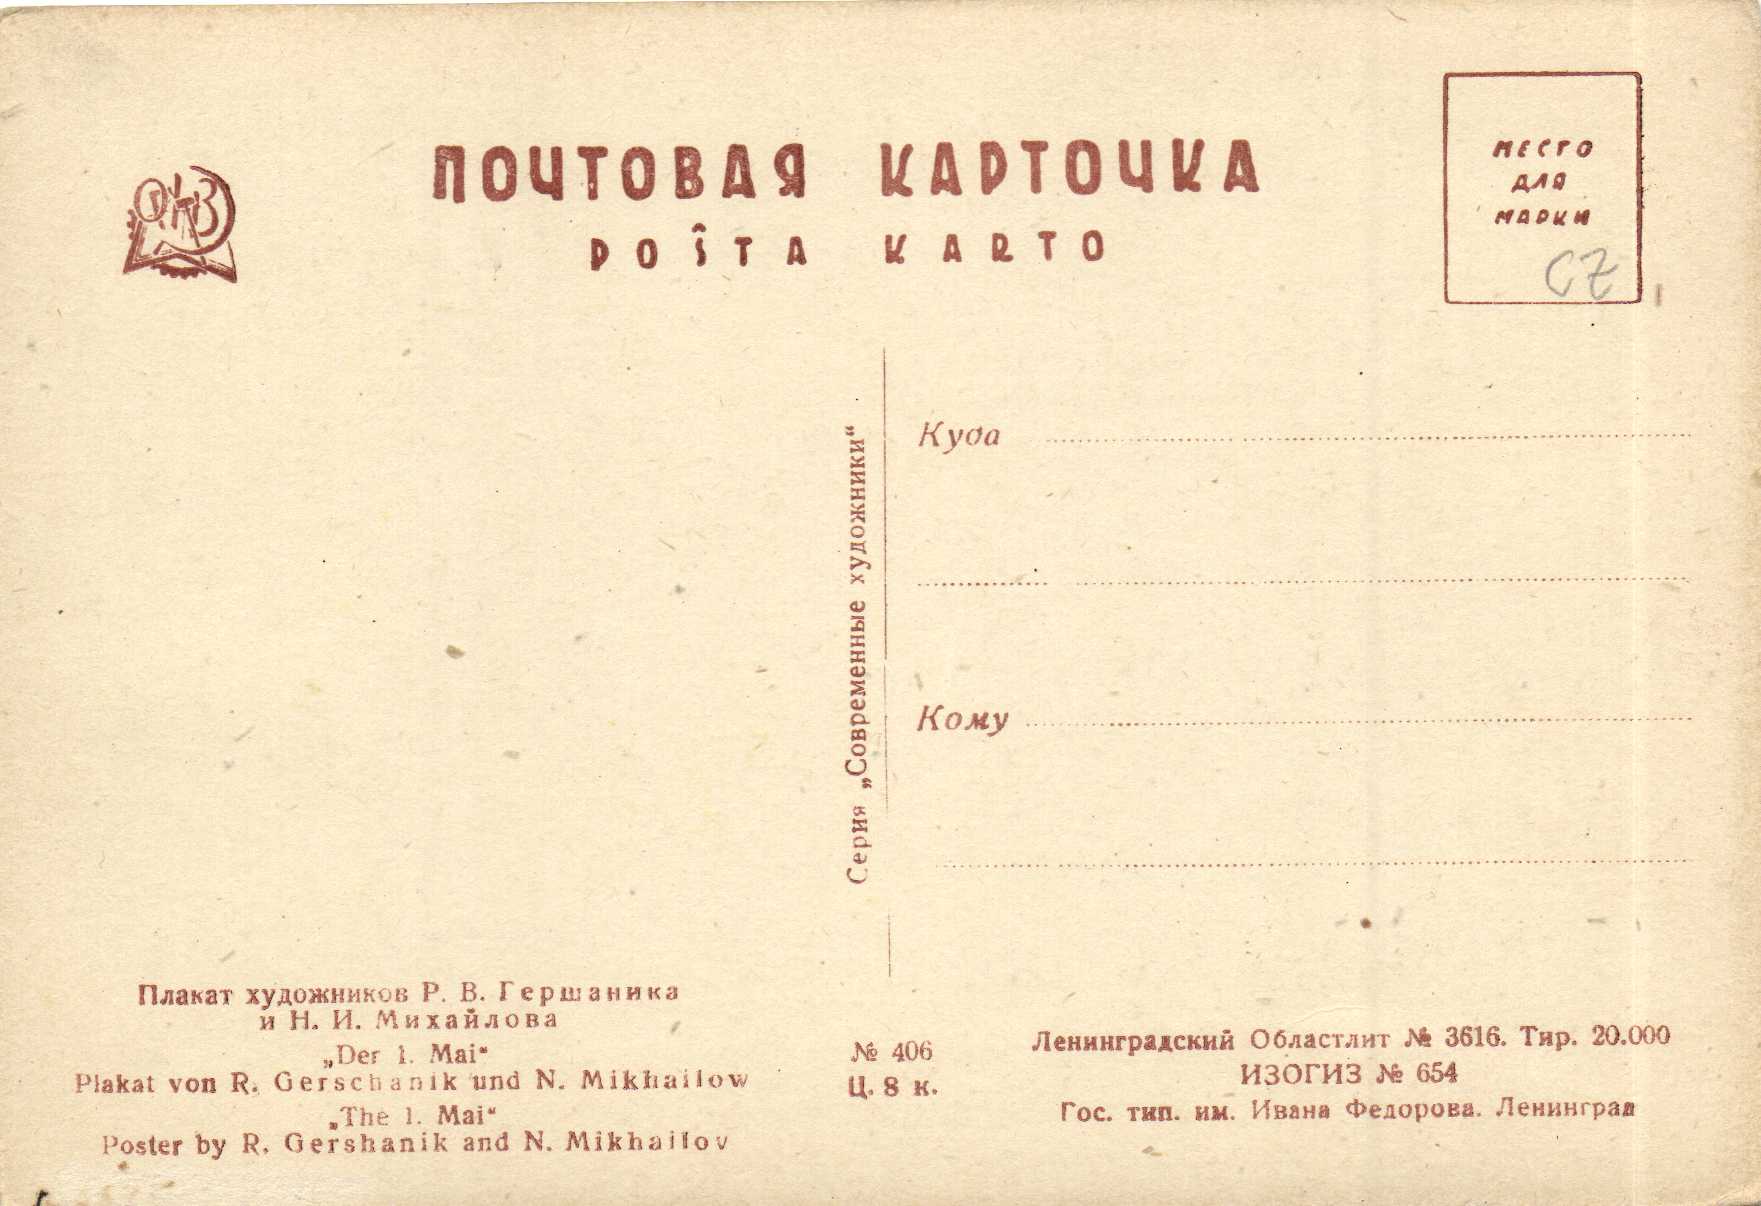 ПОЧТОВАЯ КАРТОЧКА
POŜTA KARTO
МЕСТО
ДЛЯ
МАРКИ
CZ
ОГИЗ
Серия „Современные художники“
Куда
Кому
Плакат художников Р. В. Гершаника
и Н. И. Михайлова
„Der 1. Mai“
Plakat von R. Gerschanik und N. Mikhailow
„The 1. Mai“
Poster by R. Gershanik and N. Mikhailov
№ 406
Ц. 8 к.
Ленинградский Областлит № 3616. Тир. 20.000
ИЗОГИЗ № 654
Гос. тип. им. Ивана Федорова. Ленинград